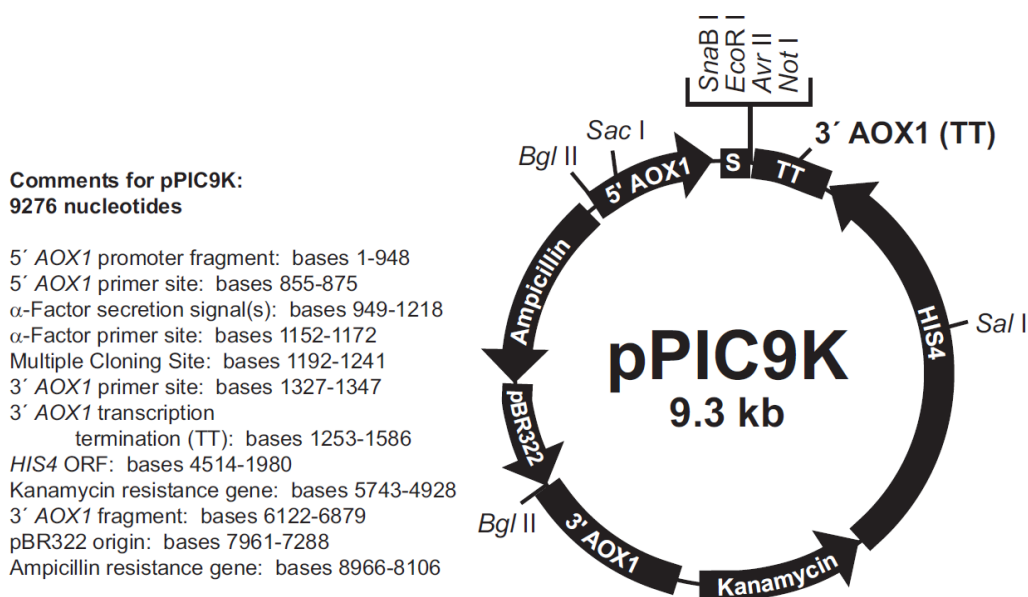 Comments for pPIC9K:
9276 nucleotides
5´ AOX1 promoter fragment: bases 1-948
5´ AOX1 primer site: bases 855-875
α-Factor secretion signal(s): bases 949-1218
α-Factor primer site: bases 1152-1172
Multiple Cloning Site: bases 1192-1241
3´ AOX1 primer site: bases 1327-1347
3´ AOX1 transcription
termination (TT): bases 1253-1586
HIS4 ORF: bases 4514-1980
Kanamycin resistance gene: bases 5743-4928
3´ AOX1 fragment: bases 6122-6879
pBR322 origin: bases 7961-7288
Ampicillin resistance gene: bases 8966-8106
SnaB I
EcoR I
Avr II
Not I
Sac I
Bgl II
5' AOX1
S
TT
3´ AOX1 (TT)
HIS4
Sal I
Kanamycin
3' AOX1
Bgl II
pBR322
Ampicillin
pPIC9K
9.3 kb